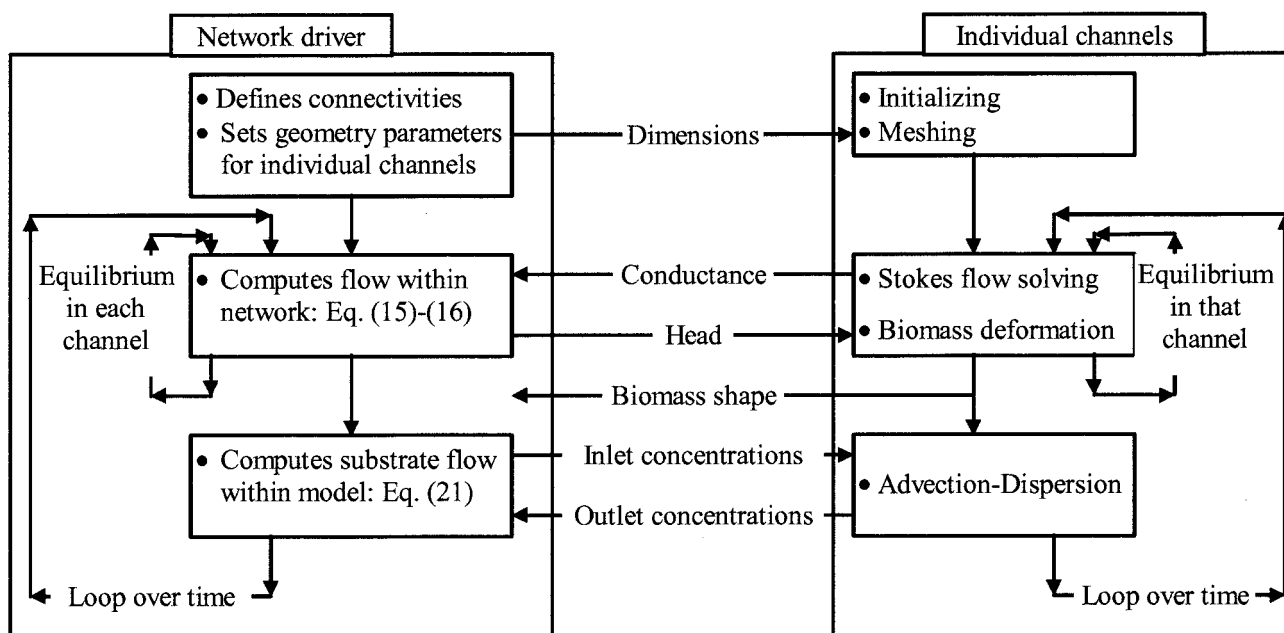 Network driver
Individual channels
• Defines connectivities
• Sets geometry parameters
for individual channels
Dimensions
• Initializing
• Meshing
Equilibrium
in each
channel
• Computes flow within
network: Eq. (15)-(16)
Conductance
Head
• Stokes flow solving
• Biomass deformation
Equilibrium
in that
channel
Biomass shape
• Computes substrate flow
within model: Eq. (21)
Inlet concentrations
Outlet concentrations
• Advection-Dispersion
Loop over time
Loop over time